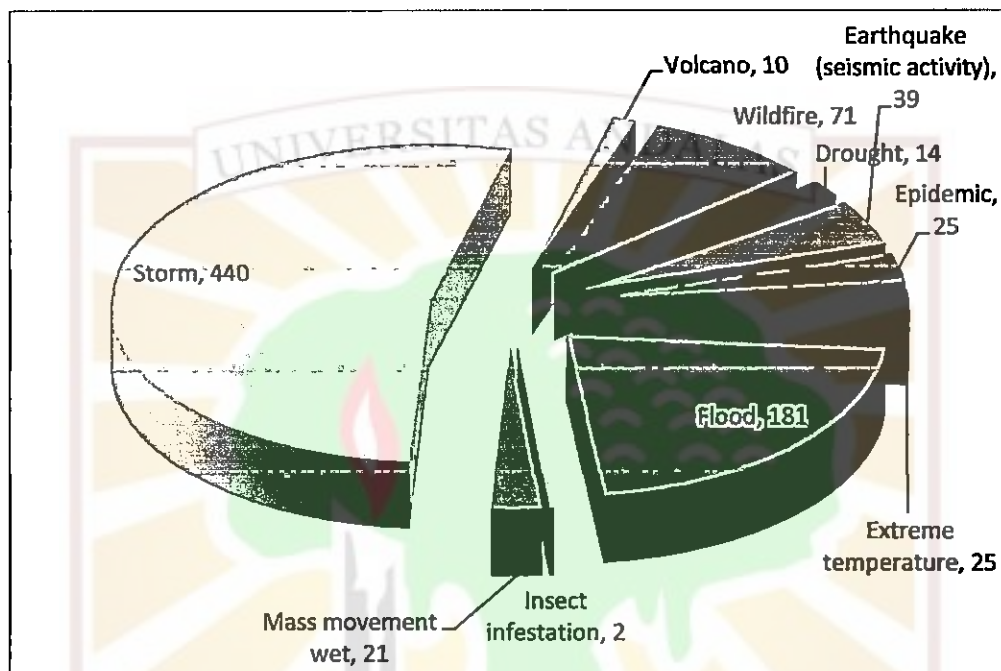 Earthquake
(seismic activity),
39
Volcano, 10
Wildfire, 71
Drought, 14
Epidemic,
25
UNIVERSITAS ANDALAS
Storm, 440
Flood, 181
Extreme
temperature, 25
Insect
infestation, 2
Mass movement
wet, 21